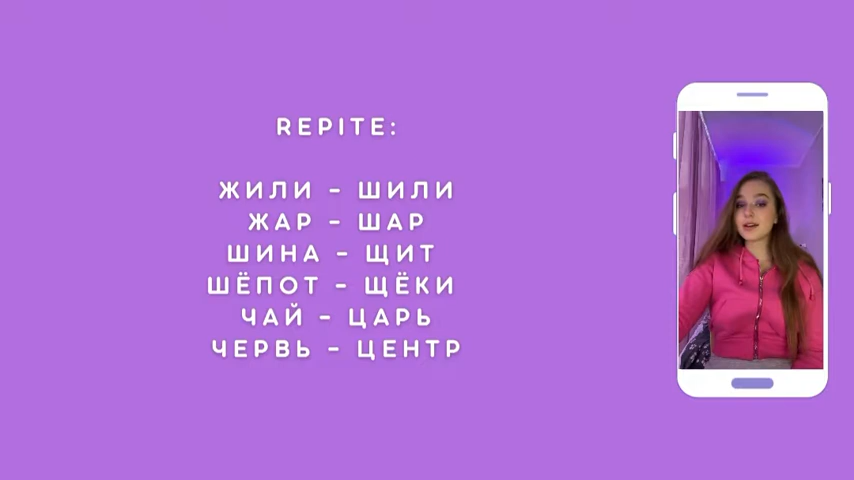 REPITE:
ЖИЛИ - ШИЛИ
ЖАР - ШАР
ШИНА - ЩИТ
ШЁПОТ - ЩЁКИ
ЧАЙ - ЦАРЬ
ЧЕРВЬ - ЦЕНТР